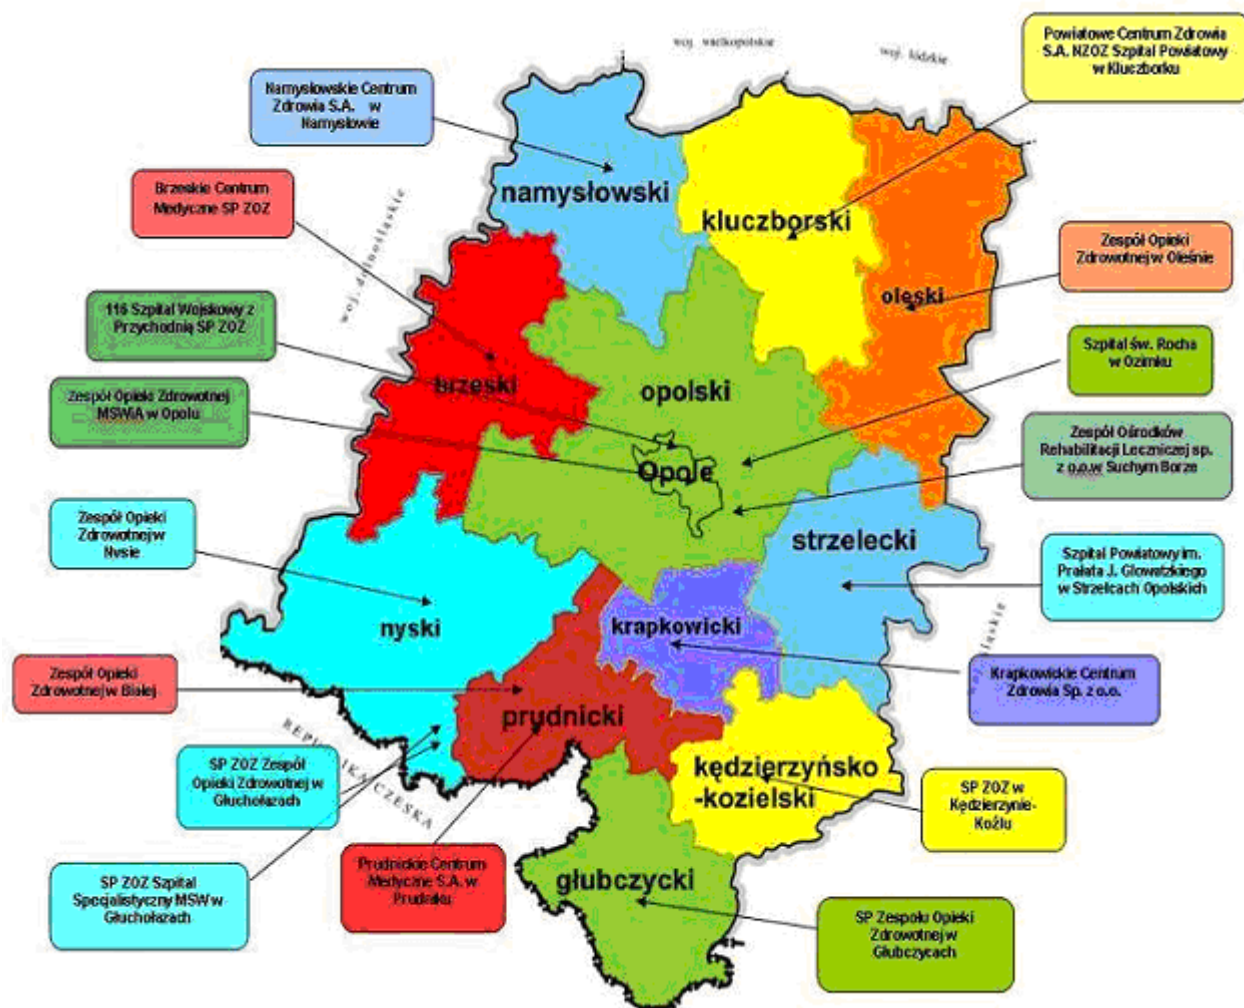 woj. wielkopolskie
woj. łódzkie
Powiatowe Centrum Zdrowia
S.A. NZOZ Szpital Powiatowy
w Kluczborku
Namysłowskie Centrum
Zdrowia S.A. w
Namysłowie
namysłowski
kluczborski
Brzeskie Centrum
Medyczne SP ZOZ
woj. dolnośląskie
Zespół Opieki
Zdrowotnej w Oleśnie
oleski
116 Szpital Wojskowy z
Przychodnią SP ZOZ
Szpital św. Rocha
w Ozimku
brzeski
opolski
Zespół Opieki Zdrowotnej
MSWiA w Opolu
Zespół Ośrodków
Rehabilitacji Leczniczej sp.
z o.o.w Suchym Borze
Opole
Zespół Opieki
Zdrowotnej w
Nysie
strzelecki
Szpital Powiatowy im.
Prałata J. Glowatzkiego
w Strzelcach Opolskich
nyski
krapkowicki
Zespół Opieki
Zdrowotnej w Białej
Krapkowickie Centrum
Zdrowia Sp. z o.o.
prudnicki
REPUBLIKA CZESKA
SP ZOZ Zespół
Opieki Zdrowotnej w
Głuchołazach
kędzierzyńsko
-kozielski
SP ZOZ w
Kędzierzynie-
Koźlu
SP ZOZ Szpital
Specjalistyczny MSW w
Głuchołazach
Prudnickie Centrum
Medyczne S.A. w
Prudniku
głubczycki
SP Zespołu Opieki
Zdrowotnej w
Głubczycach